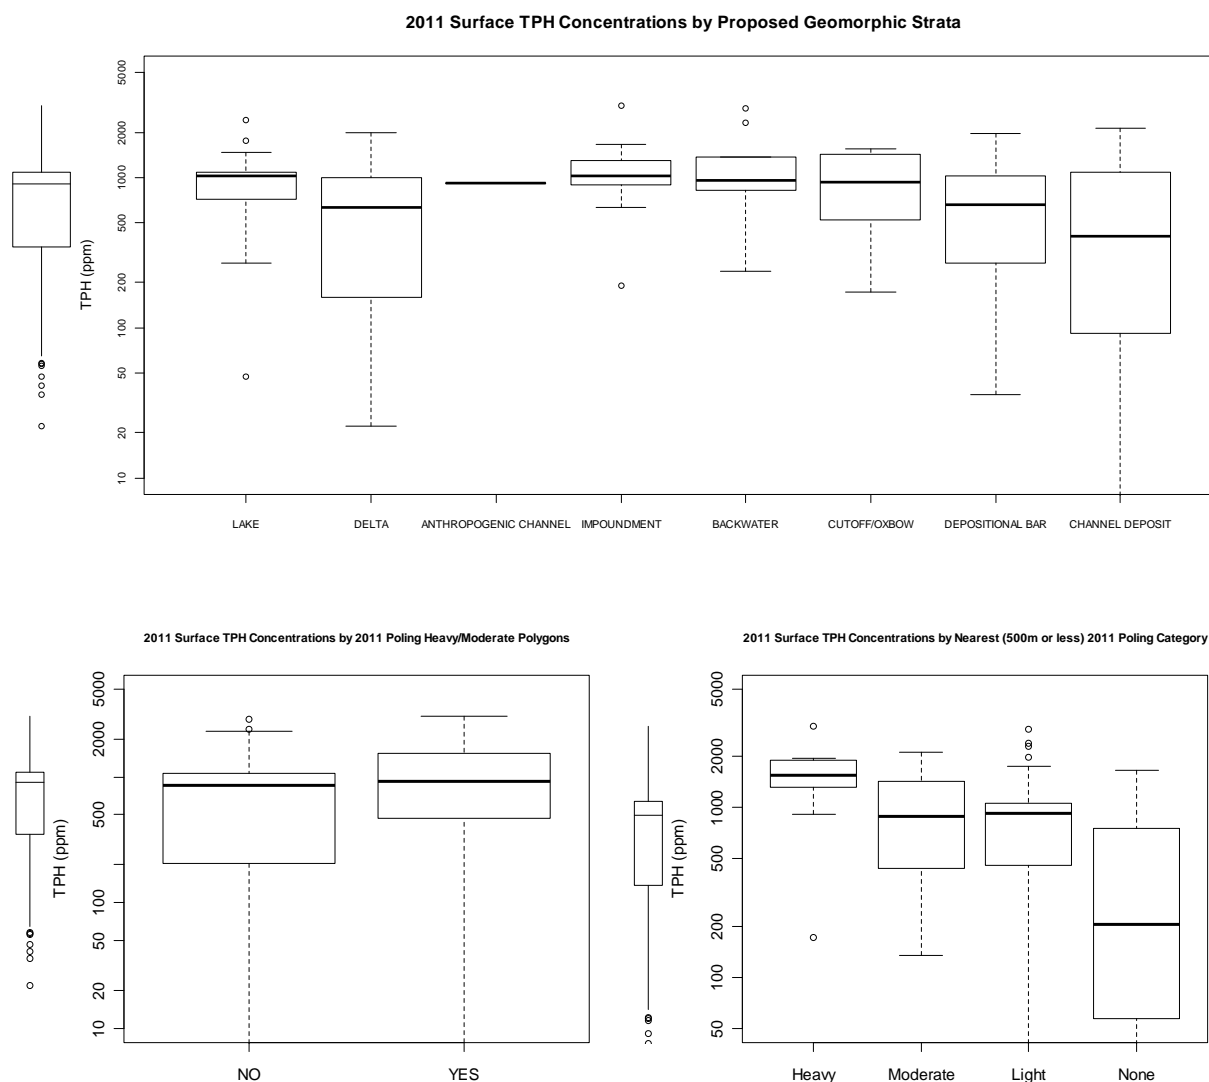 2011 Surface TPH Concentrations by Proposed Geomorphic Strata
5000
2000
1000
500
200
100
50
20
10
TPH (ppm)
LAKE DELTA ANTHROPOGENIC CHANNEL IMPOUNDMENT BACKWATER CUTOFF/OXBOW DEPOSITIONAL BAR CHANNEL DEPOSIT
2011 Surface TPH Concentrations by 2011 Poling Heavy/Moderate Polygons
5000
2000
500
100
50
20
10
TPH (ppm)
NO YES
2011 Surface TPH Concentrations by Nearest (500m or less) 2011 Poling Category
5000
2000
1000
500
200
100
50
TPH (ppm)
Heavy Moderate Light None